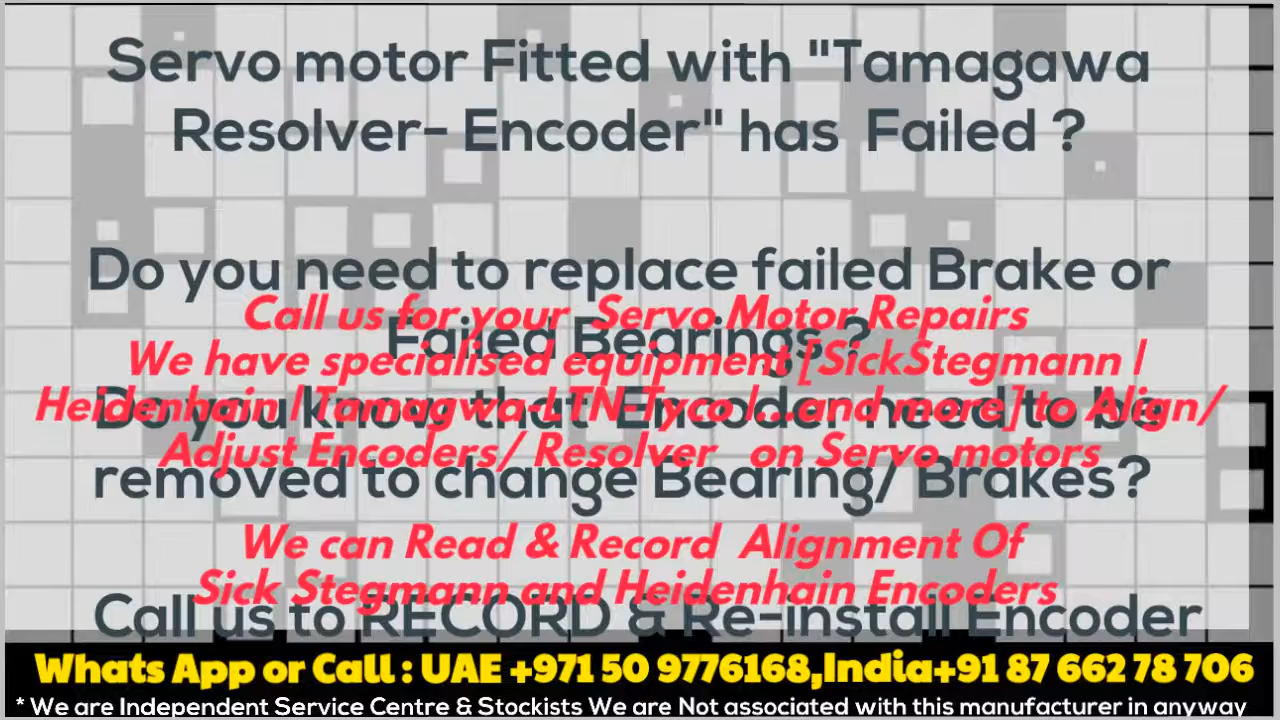 Servo motor Fitted with "Tamagawa
Resolver- Encoder" has Failed ?
Do you need to replace failed Brake or
Failed Bearings ?
Do you know that Encoder need to be
removed to change Bearing/ Brakes?
Call us to RECORD & Re-install Encoder
Call us for your Servo Motor Repairs
We have specialised equipment [SickStegmann |
Heidenhain | Tamagwa-LTN-Tyco |...and more] to Align/
Adjust Encoders/ Resolver on Servo motors
We can Read & Record Alignment Of
Sick Stegmann and Heidenhain Encoders
Whats App or Call : UAE +971 50 9776168,India+91 87 662 78 706
* We are Independent Service Centre & Stockists We are Not associated with this manufacturer in anyway